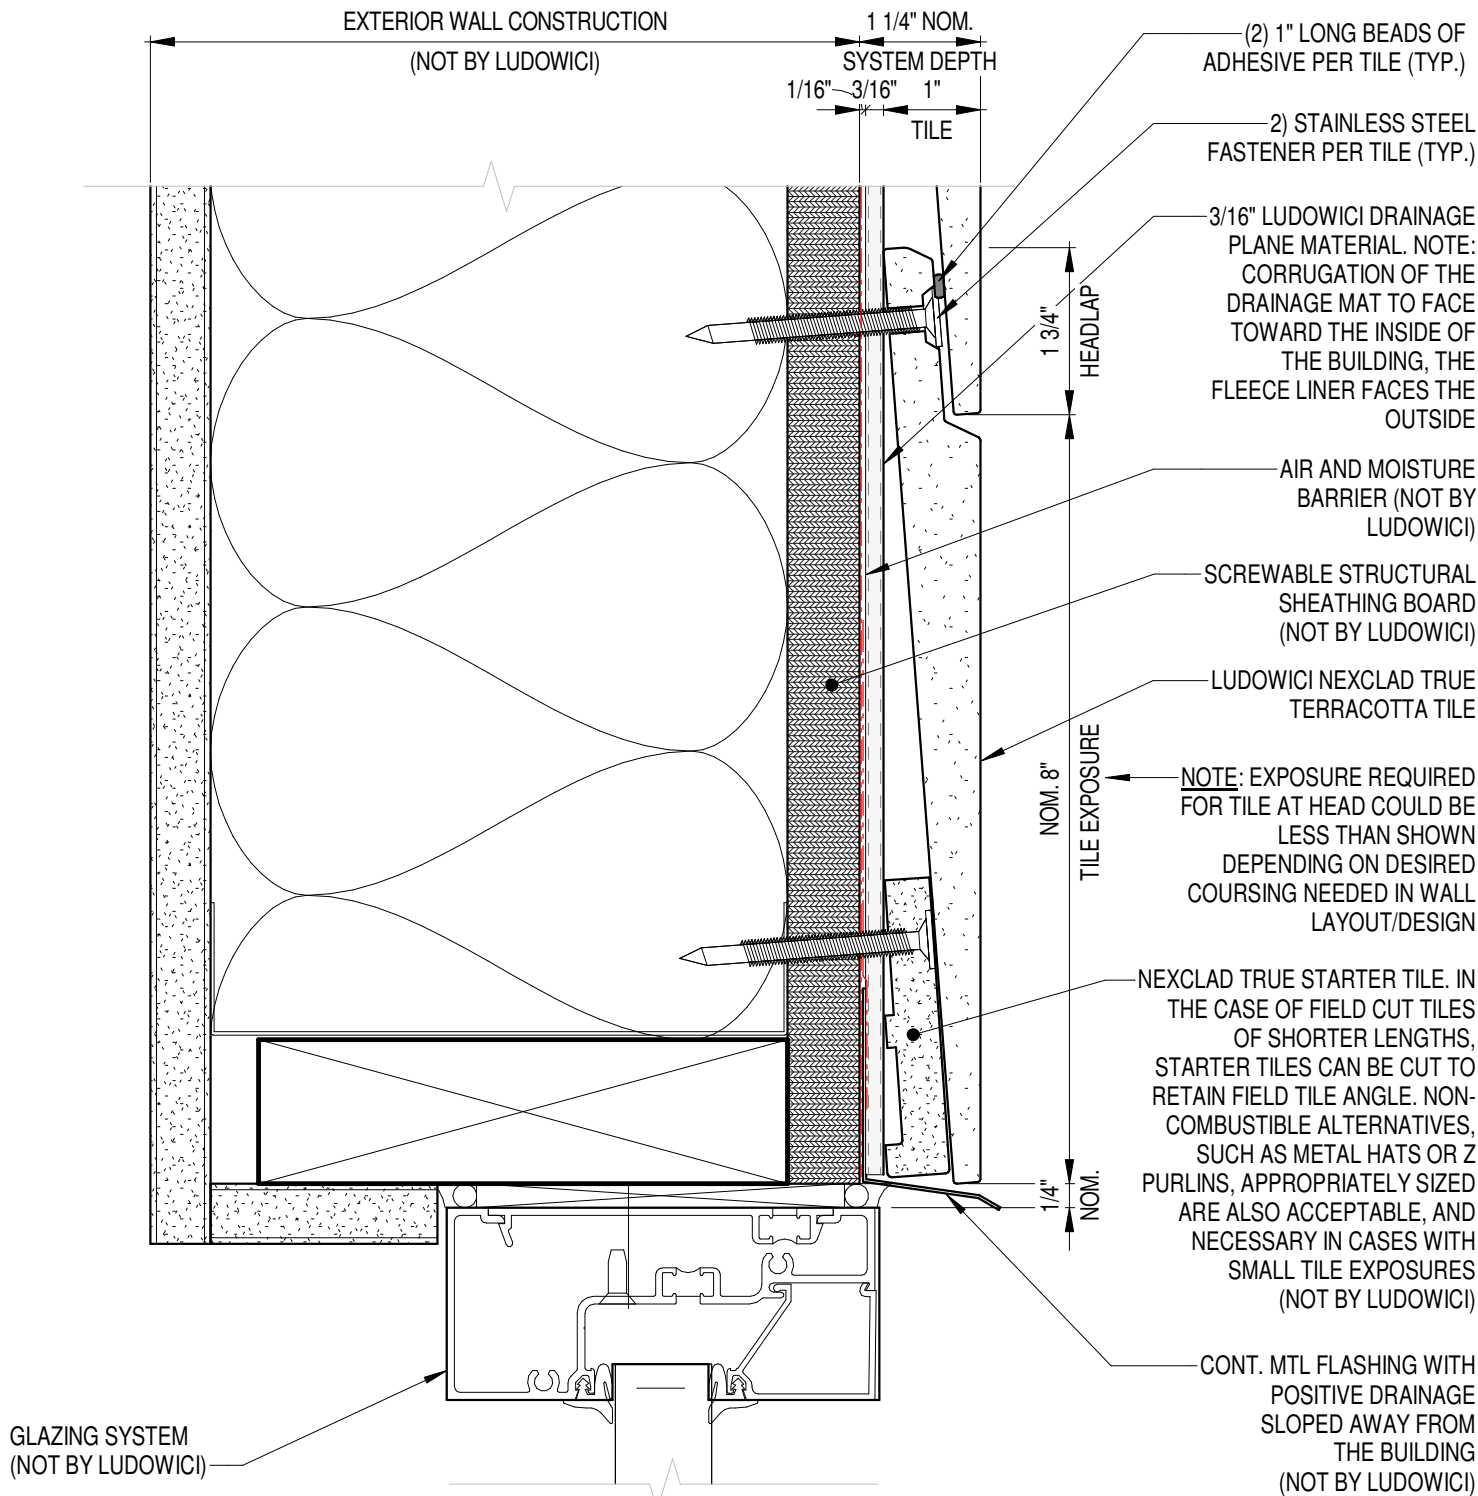 EXTERIOR WALL CONSTRUCTION
(NOT BY LUDOWICI)
1 1/4" NOM.
SYSTEM DEPTH
1/16"
3/16"
1"
TILE
(2) 1" LONG BEADS OF
ADHESIVE PER TILE (TYP.)
2) STAINLESS STEEL
FASTENER PER TILE (TYP.)
3/16" LUDOWICI DRAINAGE
PLANE MATERIAL. NOTE:
CORRUGATION OF THE
DRAINAGE MAT TO FACE
TOWARD THE INSIDE OF
THE BUILDING, THE
FLEECE LINER FACES THE
OUTSIDE
1 3/4"
HEADLAP
AIR AND MOISTURE
BARRIER (NOT BY
LUDOWICI)
SCREWABLE STRUCTURAL
SHEATHING BOARD
(NOT BY LUDOWICI)
LUDOWICI NEXCLAD TRUE
TERRACOTTA TILE
NOM. 8"
TILE EXPOSURE
NOTE: EXPOSURE REQUIRED
FOR TILE AT HEAD COULD BE
LESS THAN SHOWN
DEPENDING ON DESIRED
COURSING NEEDED IN WALL
LAYOUT/DESIGN
NEXCLAD TRUE STARTER TILE. IN
THE CASE OF FIELD CUT TILES
OF SHORTER LENGTHS,
STARTER TILES CAN BE CUT TO
RETAIN FIELD TILE ANGLE. NON-
COMBUSTIBLE ALTERNATIVES,
SUCH AS METAL HATS OR Z
PURLINS, APPROPRIATELY SIZED
ARE ALSO ACCEPTABLE, AND
NECESSARY IN CASES WITH
SMALL TILE EXPOSURES
(NOT BY LUDOWICI)
1/4"
NOM.
CONT. MTL FLASHING WITH
POSITIVE DRAINAGE
SLOPED AWAY FROM
THE BUILDING
(NOT BY LUDOWICI)
GLAZING SYSTEM
(NOT BY LUDOWICI)